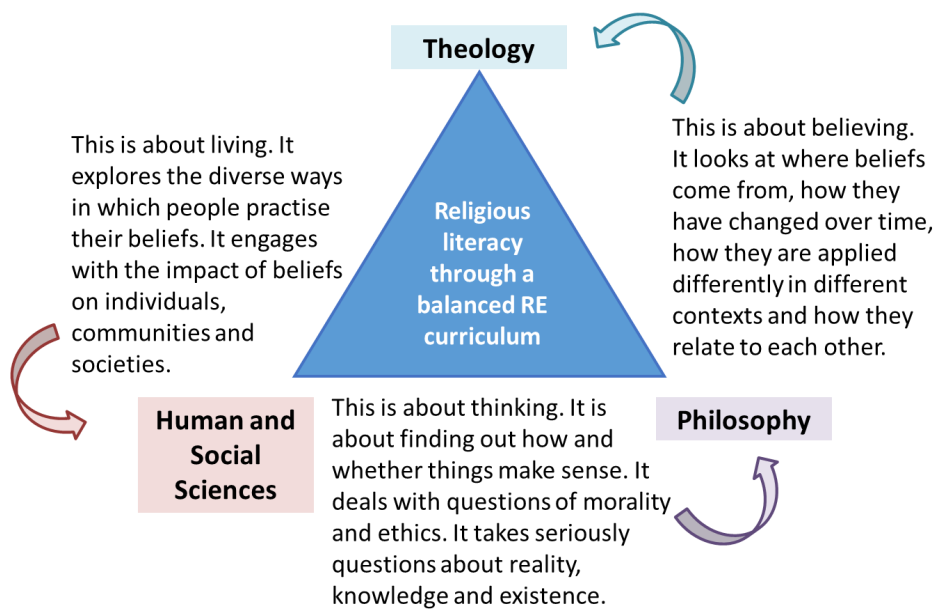 Theology
This is about believing.
It looks at where beliefs
come from, how they
have changed over time,
how they are applied
differently in different
contexts and how they
relate to each other.
This is about living. It
explores the diverse ways
in which people practise
their beliefs. It engages
with the impact of beliefs
on individuals,
communities and
societies.
Religious
literacy
through a
balanced RE
curriculum
Human and
Social
Sciences
This is about thinking. It is
about finding out how and
whether things make sense. It
deals with questions of morality
and ethics. It takes seriously
questions about reality,
knowledge and existence.
Philosophy